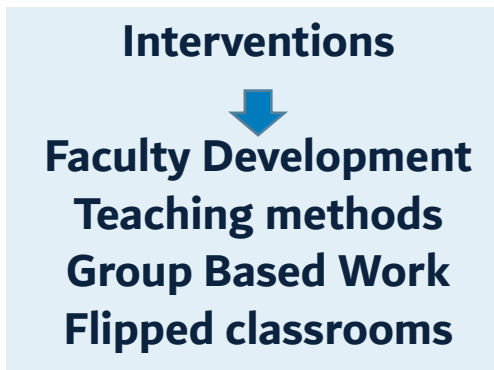 Interventions
Faculty Development
Teaching methods
Group Based Work
Flipped classrooms